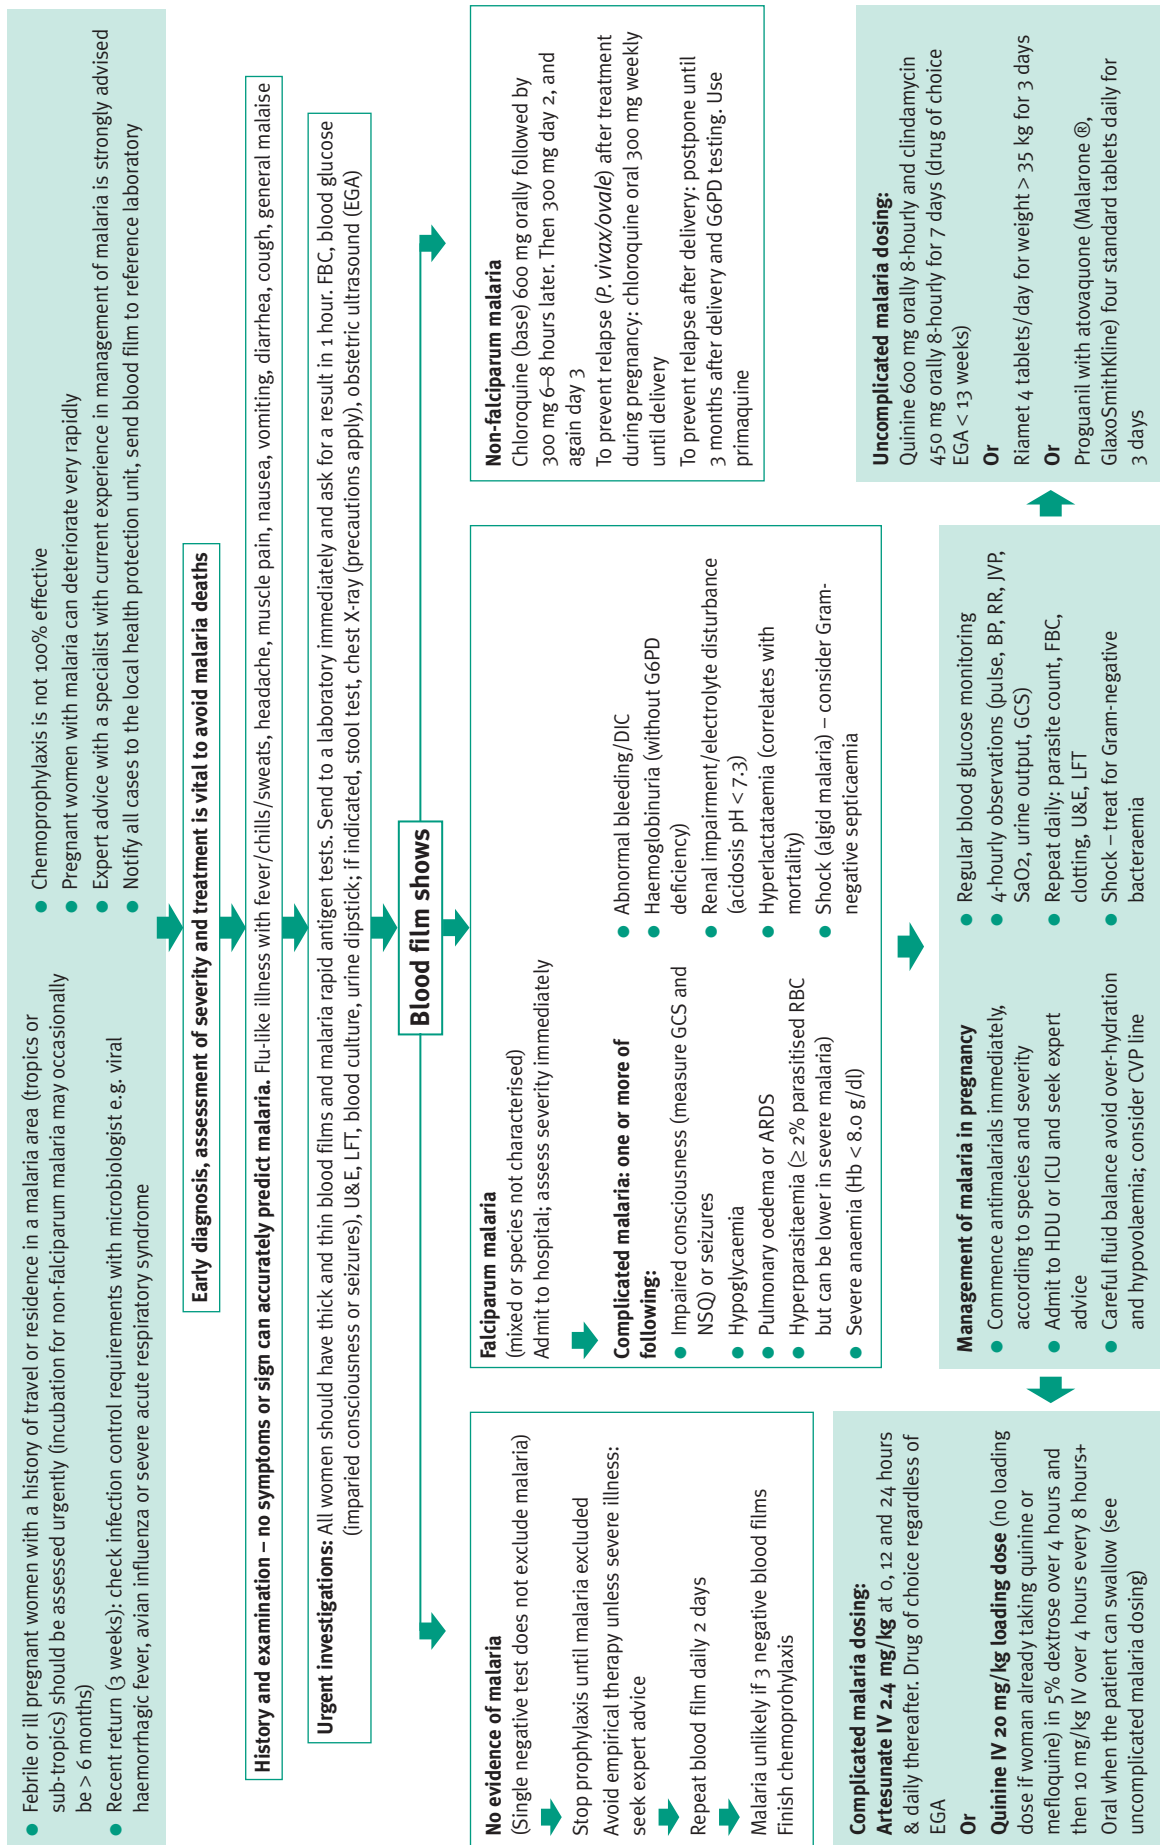 ● Febrile or ill pregnant women with a history of travel or residence in a malaria area (tropics or
sub-tropics) should be assessed urgently (incubation for non-falciparum malaria may occasionally
be > 6 months)
● Recent return (3 weeks): check infection control requirements with microbiologist e.g. viral
haemorrhagic fever, avian influenza or severe acute respiratory syndrome
● Chemoprophylaxis is not 100% effective
● Pregnant women with malaria can deteriorate very rapidly
● Expert advice with a specialist with current experience in management of malaria is strongly advised
● Notify all cases to the local health protection unit, send blood film to reference laboratory
Early diagnosis, assessment of severity and treatment is vital to avoid malaria deaths
History and examination – no symptoms or sign can accurately predict malaria. Flu-like illness with fever/chills/sweats, headache, muscle pain, nausea, vomiting, diarrhea, cough, general malaise
Urgent investigations: All women should have thick and thin blood films and malaria rapid antigen tests. Send to a laboratory immediately and ask for a result in 1 hour. FBC, blood glucose
(imparied consciousness or seizures), U&E, LFT, blood culture, urine dipstick; if indicated, stool test, chest X-ray (precautions apply), obstetric ultrasound (EGA)
Blood film shows
No evidence of malaria
(Single negative test does not exclude malaria)
Stop prophylaxis until malaria excluded
Avoid empirical therapy unless severe illness:
seek expert advice
Repeat blood film daily 2 days
Malaria unlikely if 3 negative blood films
Finish chemoprohylaxis
Falciparum malaria
(mixed or species not characterised)
Admit to hospital; assess severity immediately
Complicated malaria: one or more of
following:
● Impaired consciousness (measure GCS and
NSQ) or seizures
● Hypoglycaemia
● Pulmonary oedema or ARDS
● Hyperparasitaemia (≥ 2% parasitised RBC
but can be lower in severe malaria)
● Severe anaemia (Hb < 8.0 g/dl)
● Abnormal bleeding/DIC
● Haemoglobinuria (without G6PD
deficiency)
● Renal impairment/electrolyte disturbance
(acidosis pH < 7.3)
● Hyperlactataemia (correlates with
mortality)
● Shock (algid malaria) – consider Gram-
negative septicaemia
Non-falciparum malaria
Chloroquine (base) 600 mg orally followed by
300 mg 6–8 hours later. Then 300 mg day 2, and
again day 3
To prevent relapse (P. vivax/ovale) after treatment
during pregnancy: chloroquine oral 300 mg weekly
until delivery
To prevent relapse after delivery: postpone until
3 months after delivery and G6PD testing. Use
primaquine
Complicated malaria dosing:
Artesunate IV 2.4 mg/kg at 0, 12 and 24 hours
& daily thereafter. Drug of choice regardless of
EGA
Or
Quinine IV 20 mg/kg loading dose (no loading
dose if woman already taking quinine or
mefloquine) in 5% dextrose over 4 hours and
then 10 mg/kg IV over 4 hours every 8 hours+
Oral when the patient can swallow (see
uncomplicated malaria dosing)
Management of malaria in pregnancy
● Commence antimalarials immediately,
according to species and severity
● Admit to HDU or ICU and seek expert
advice
● Careful fluid balance avoid over-hydration
and hypovolaemia; consider CVP line
● Regular blood glucose monitoring
● 4-hourly observations (pulse, BP, RR, JVP,
SaO2, urine output, GCS)
● Repeat daily: parasite count, FBC,
clotting, U&E, LFT
● Shock – treat for Gram-negative
bacteraemia
Uncomplicated malaria dosing:
Quinine 600 mg orally 8-hourly and clindamycin
450 mg orally 8-hourly for 7 days (drug of choice
EGA < 13 weeks)
Or
Riamet 4 tablets/day for weight > 35 kg for 3 days
Or
Proguanil with atovaquone (Malarone ®,
GlaxoSmithKline) four standard tablets daily for
3 days